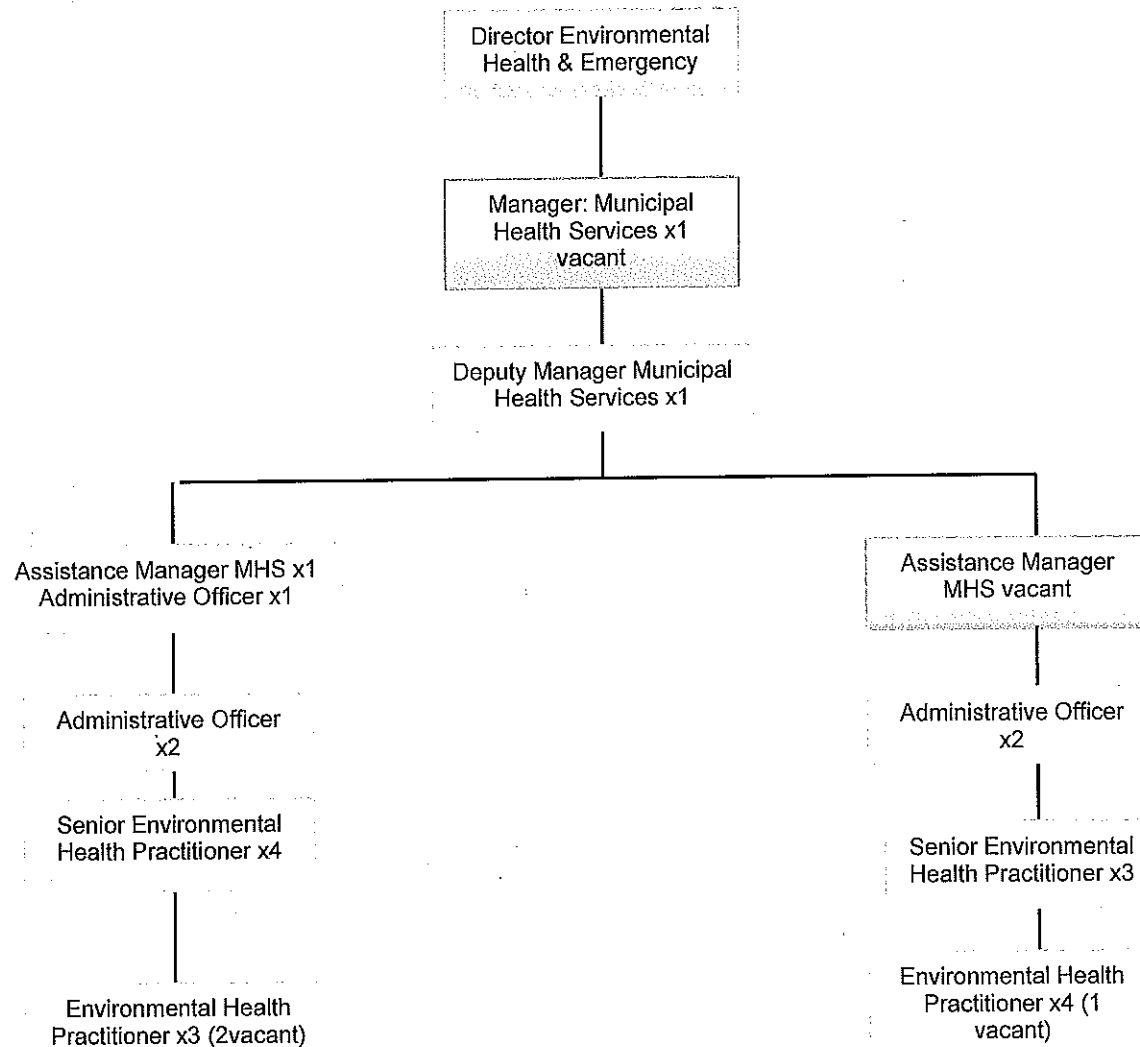 Director Environmental
Health & Emergency
Manager: Municipal
Health Services x1
vacant
Deputy Manager Municipal
Health Services x1
Assistance Manager MHS x1
Administrative Officer x1
Assistance Manager
MHS vacant
Administrative Officer
x2
Administrative Officer
x2
Senior Environmental
Health Practitioner x4
Senior Environmental
Health Practitioner x3
Environmental Health
Practitioner x3 (2vacant)
Environmental Health
Practitioner x4 (1
vacant)